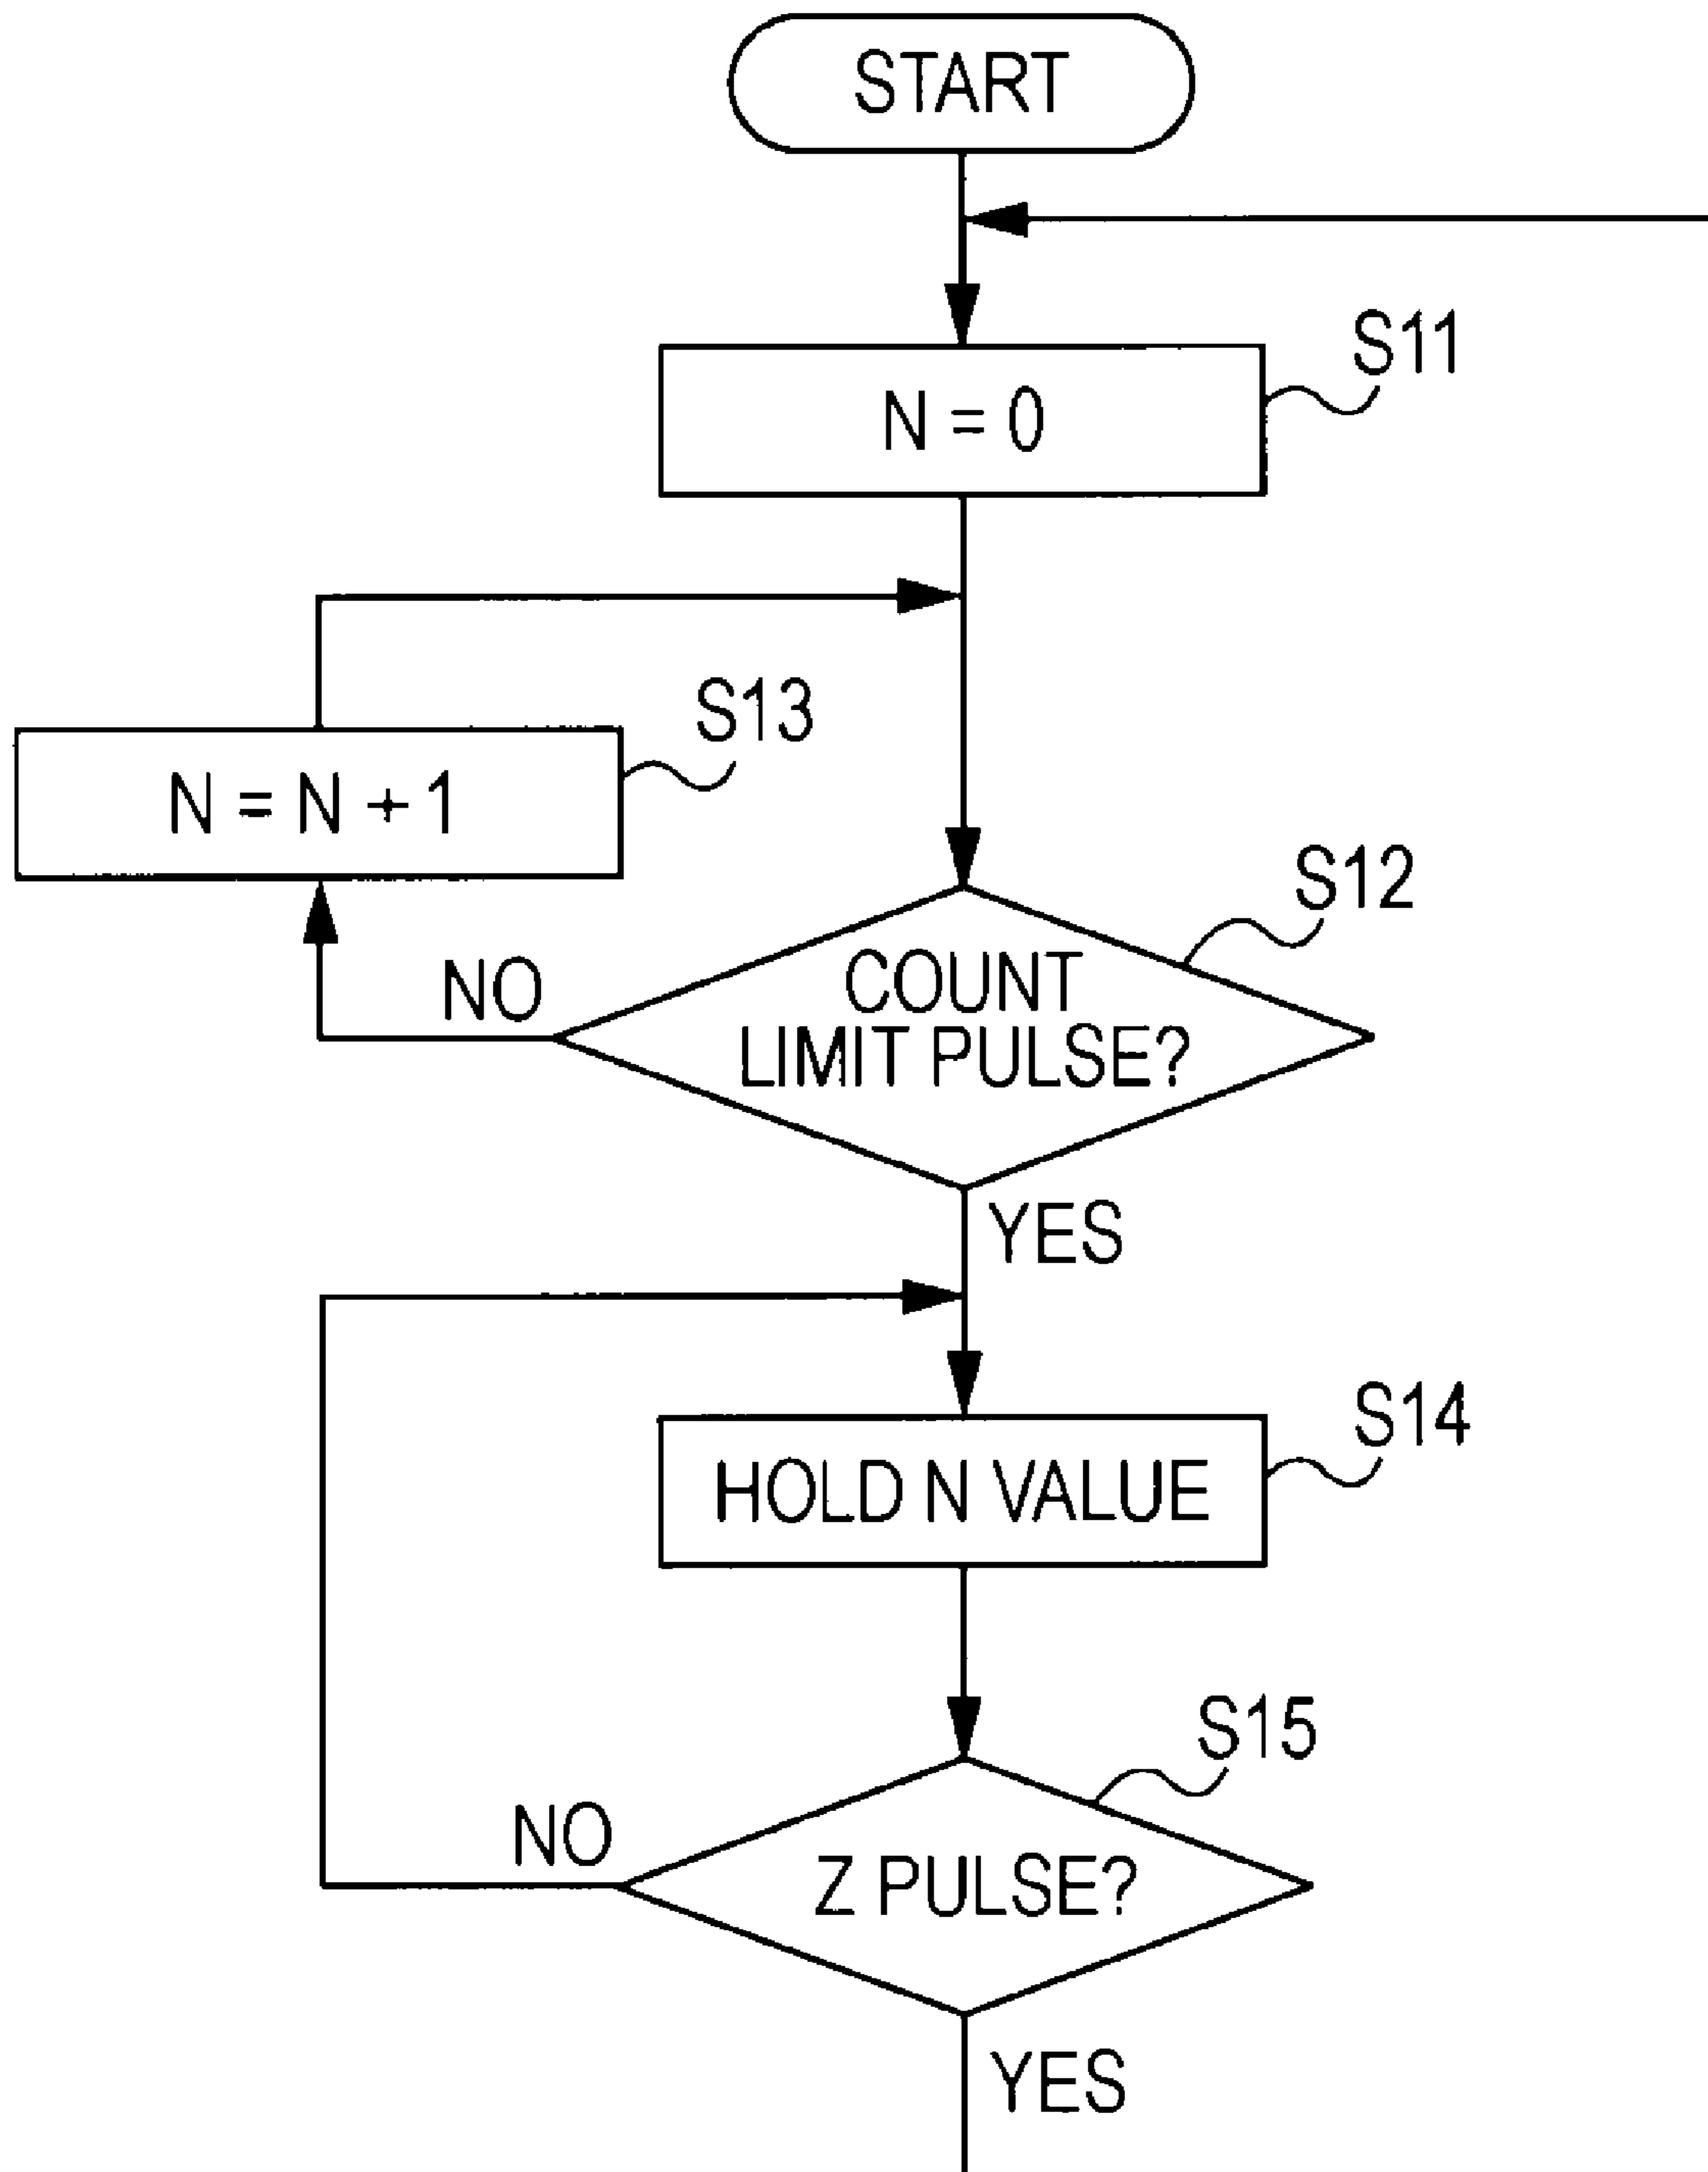 START
S11
N = 0
S13
N = N + 1
S12
COUNT
LIMIT PULSE?
NO
YES
S14
HOLD N VALUE
S15
NO
Z PULSE?
YES